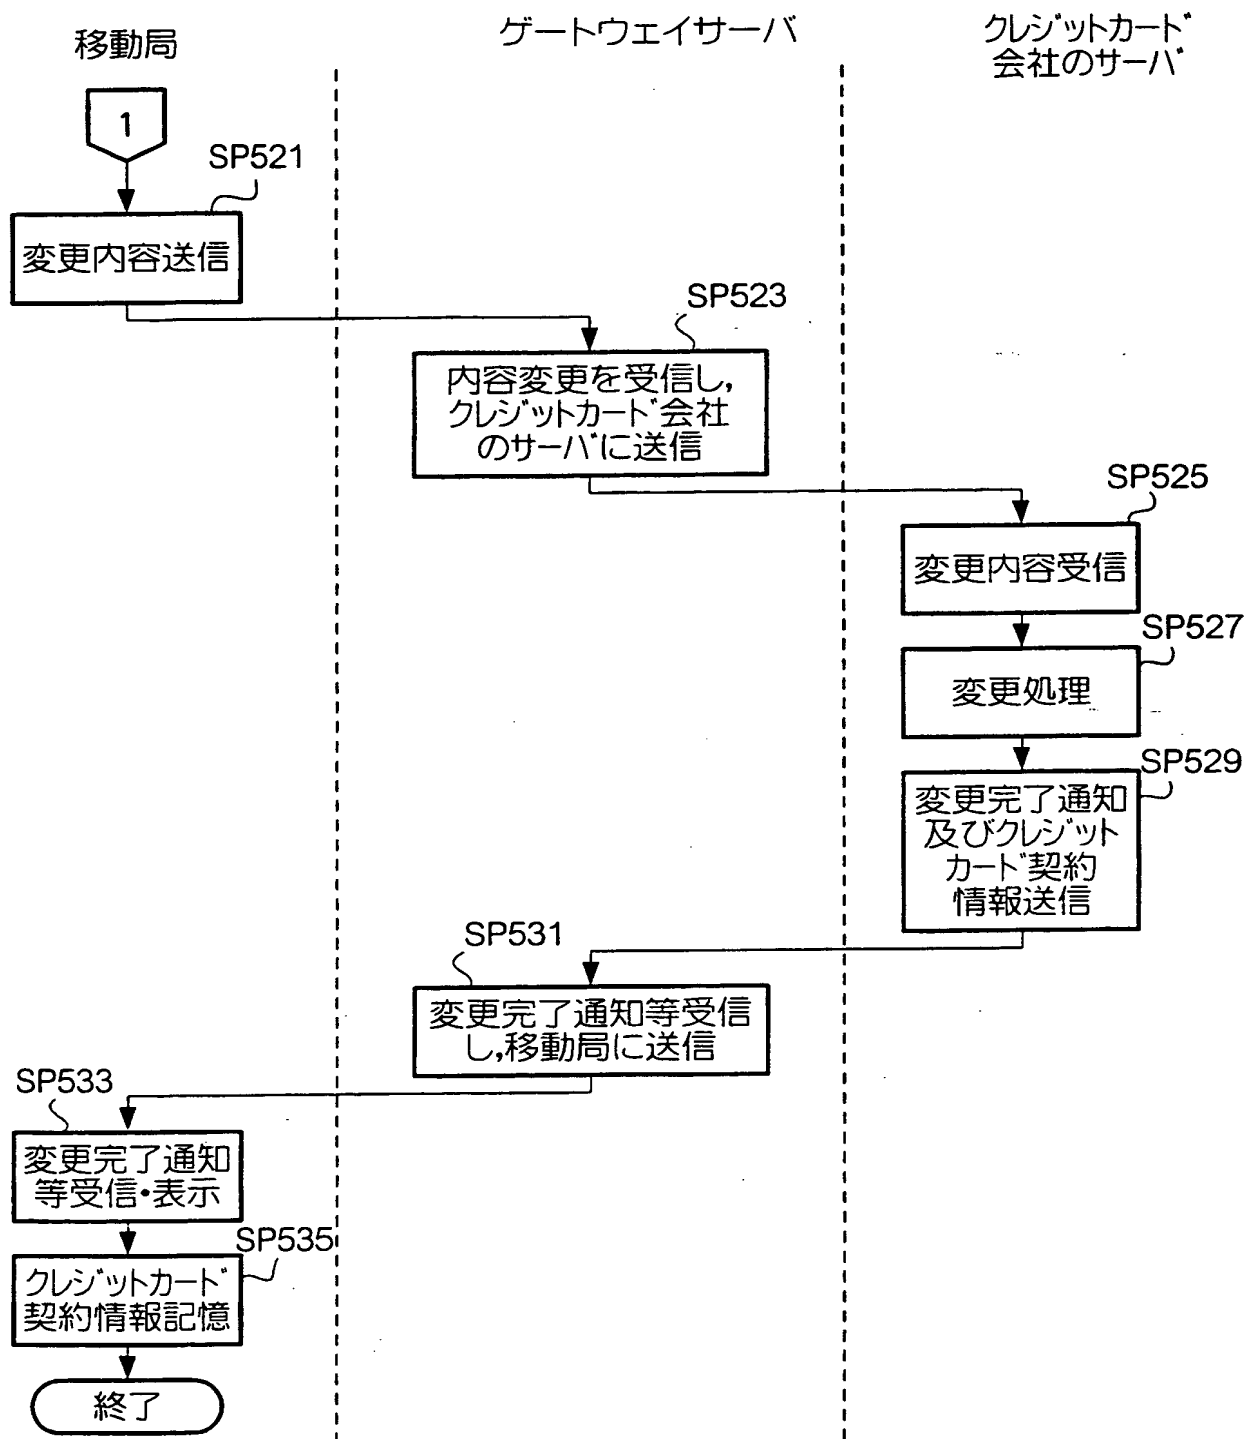 移動局
ゲートウェイサーバ
クレジットカード
会社のサーバ
1
SP521
変更内容送信
SP523
内容変更を受信し,
クレジットカード会社
のサーバに送信
SP525
変更内容受信
SP527
変更処理
SP529
変更完了通知
及びクレジット
カード契約
情報送信
SP531
変更完了通知等受信
し,移動局に送信
SP533
変更完了通知
等受信・表示
SP535
クレジットカード
契約情報記憶
終了